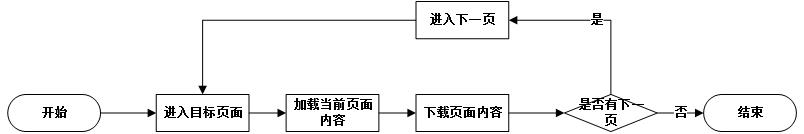 进入下一页
是
开始
进入目标页面
加载当前页面
内容
下载页面内容
是否有下一
页
否
结束